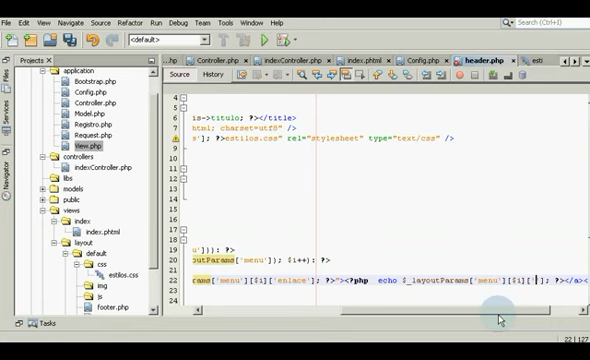 File Edit View Navigate Source Refactor Run Debug Team Tools Window Help
Search
<default>
Projects
.hp Controller.php indexController.php index.phtml Config.php header.php esti
Source History
Files
Services
Navigator
application
Bootstrap.php
Config.php
Controller.php
Model.php
Registro.php
Request.php
View.php
controllers
indexController.php
libs
models
public
views
index
index.phtml
layout
default
css
estilos.css
img
js
footer.php
4
5
6 is->titulo; ?></title>
7 html; charset=utf8" />
8 s']; ?>estilos.css" rel="stylesheet" type="text/css" />
9
10
11
12
13
14
17
18
19 u'])): ?>
20 outParams['menu']); $i++): ?>
21
22 rams['menu'][$i]['enlace']; ?>"><?php echo $_layoutParams['menu'][$i]['']; ?></a><
23
24
Tasks
22 | 127